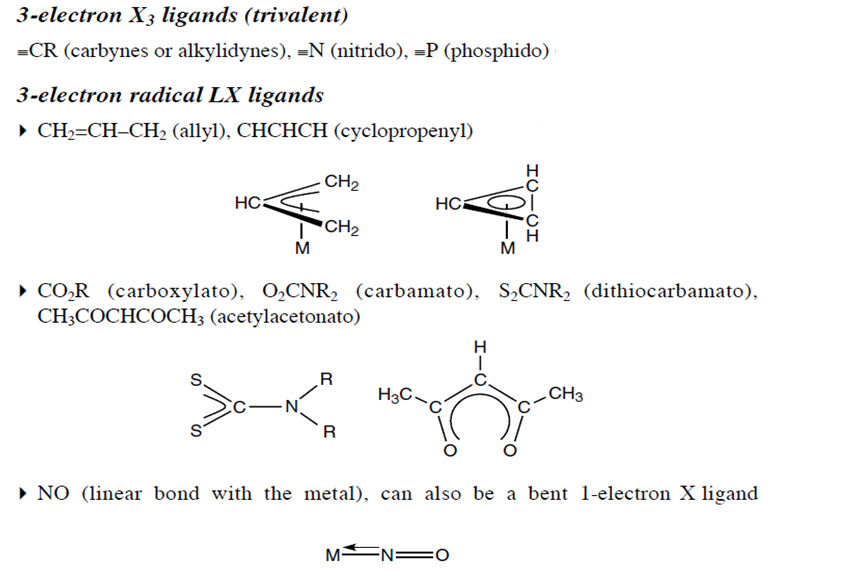 3-electron X₃ ligands (trivalent)
≡CR (carbynes or alkylidynes), ≡N (nitrido), ≡P (phosphido)
3-electron radical LX ligands
▸ CH₂=CH–CH₂ (allyl), CHCHCH (cyclopropenyl)
HC CH₂ CH₂ M
HC H C C H M
▸ CO₂R (carboxylato), O₂CNR₂ (carbamato), S₂CNR₂ (dithiocarbamato),
CH₃COCHCOCH₃ (acetylacetonato)
S S C N R R
H C H₃C C C CH₃ O O
▸ NO (linear bond with the metal), can also be a bent 1-electron X ligand
M N O